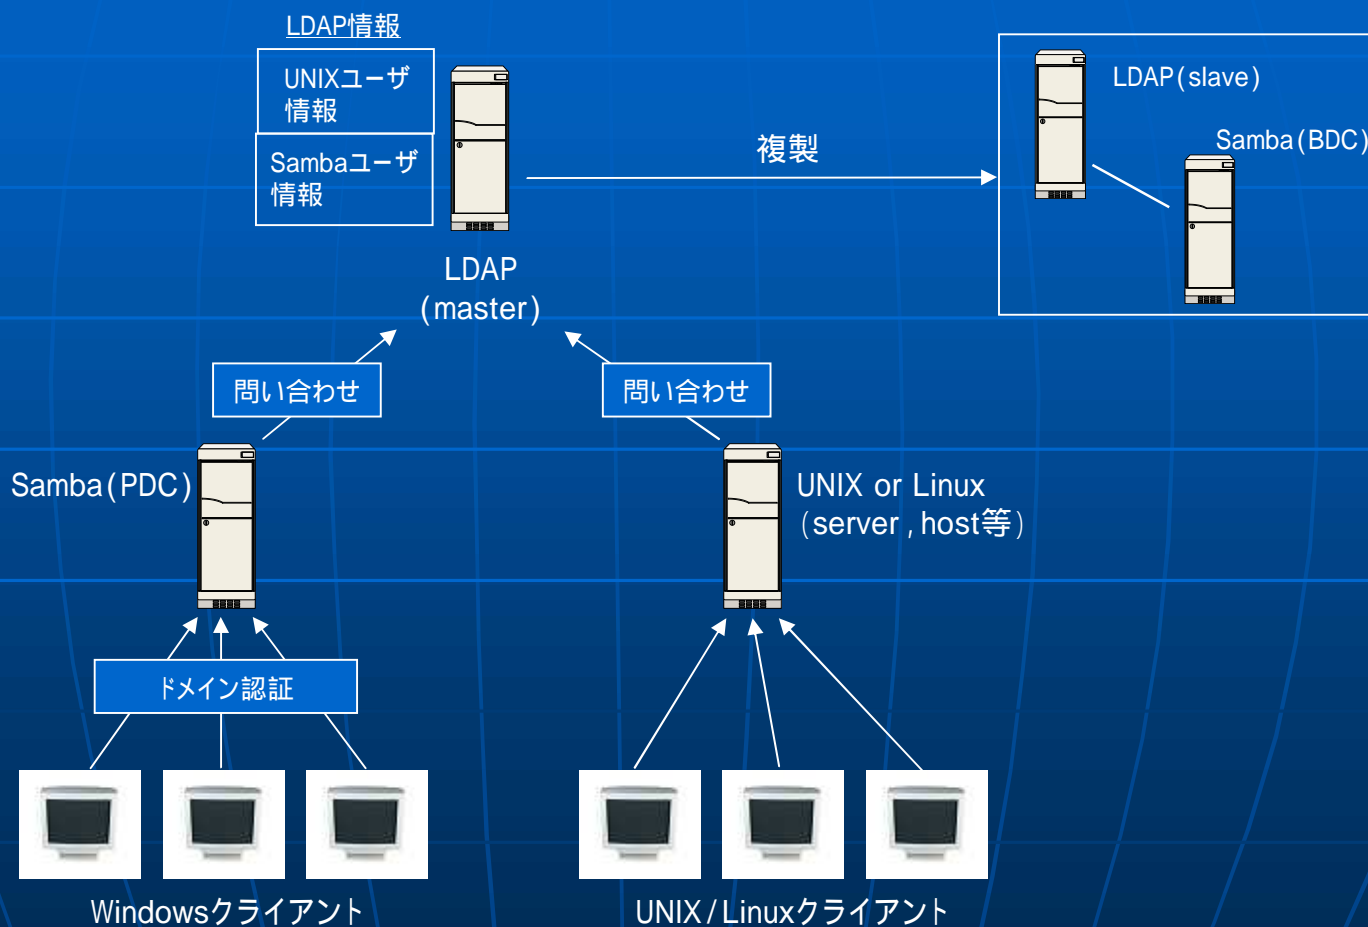 LDAP情報
UNIXユーザ
情報
Sambaユーザ
情報
LDAP
(master)
複製
LDAP(slave)
Samba(BDC)
問い合わせ
問い合わせ
Samba(PDC)
UNIX or Linux
(server,host等)
ドメイン認証
Windowsクライアント
UNIX/Linuxクライアント